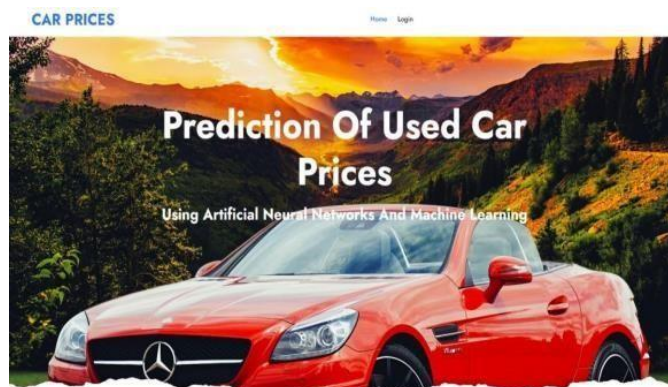 CAR PRICES
Home Login
Prediction Of Used Car
Prices
Using Artificial Neural Networks And Machine Learning